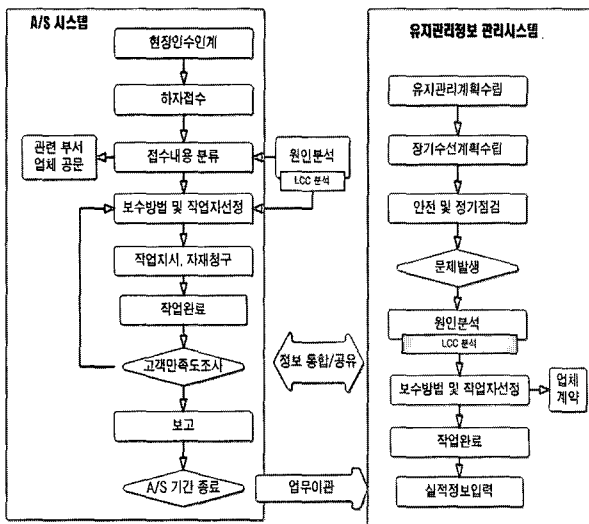 A/S 시스템
현장인수인계
하자접수
관련 부서
업체 공문
접수내용 분류
원인분석
LCC 분석
보수방법 및 작업자선정
작업지시, 자재청구
작업완료
고객만족도조사
보고
A/S 기간 종료
정보 통합/공유
업무이관
유지관리정보 관리시스템
유지관리계획수립
장기수선계획수립
안전 및 정기점검
문제발생
원인분석
LCC 분석
보수방법 및 작업자선정
업체
계약
작업완료
실적정보입력